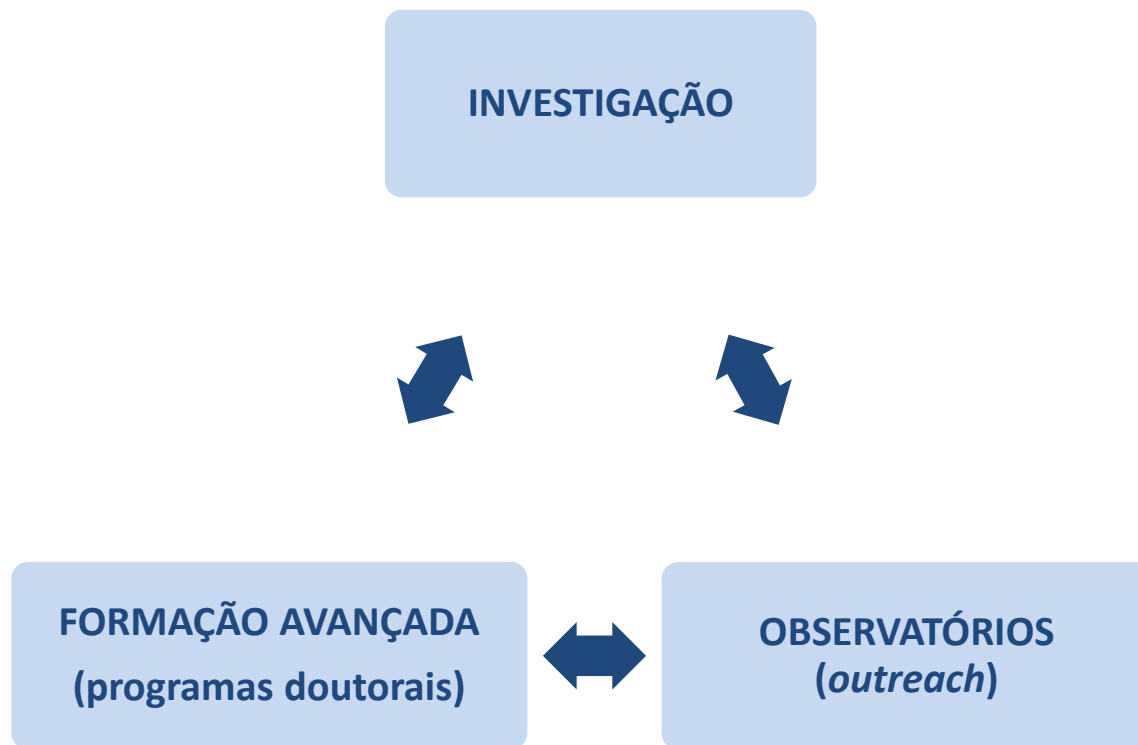 INVESTIGAÇÃO
FORMAÇÃO AVANÇADA
(programas doutorais)
OBSERVATÓRIOS
(outreach)